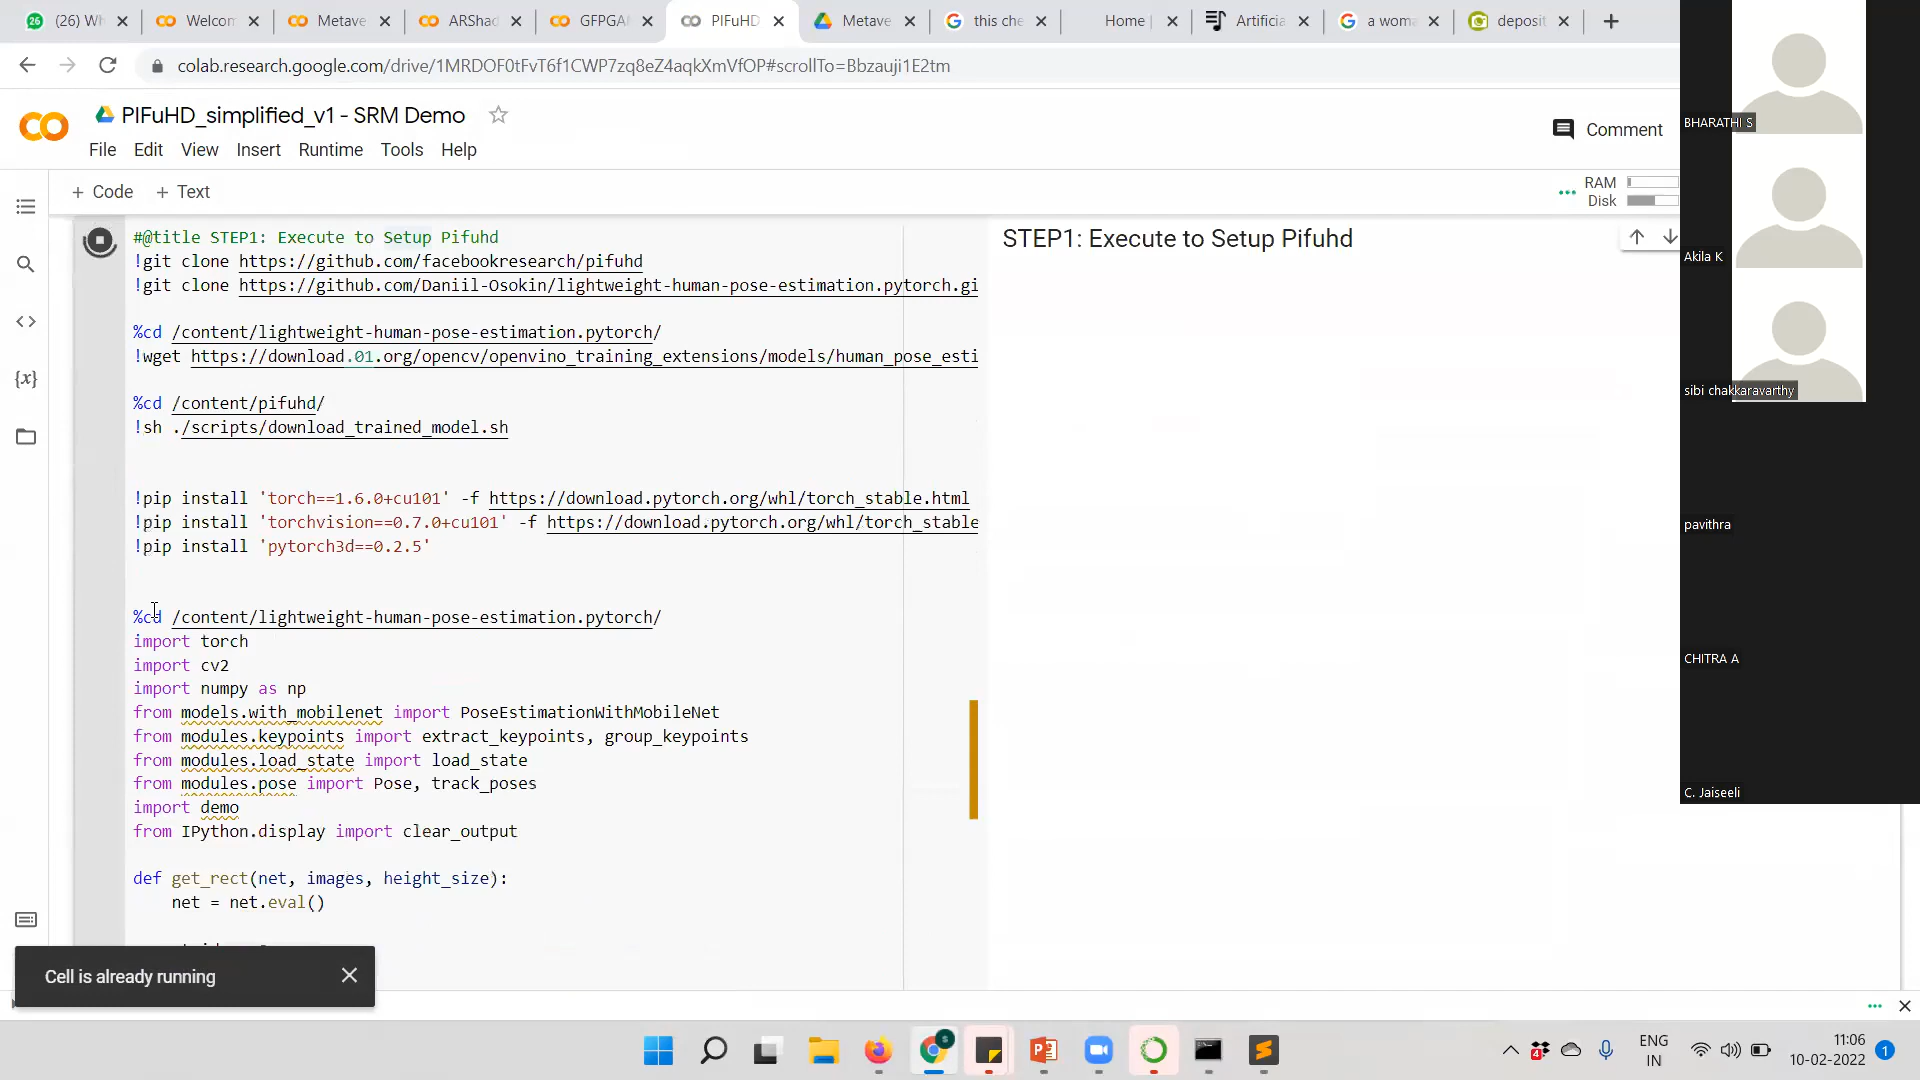 (26) Wh
Welcom
Metave
ARShad
GFPGAN
PIFuHD
Metave
this che
Home
Artificia
a woma
deposit
colab.research.google.com/drive/1MRDOF0tFvT6f1CWP7zq8eZ4aqkXmVfOP#scrollTo=Bbzauji1E2tm
PIFuHD_simplified_v1 - SRM Demo
Comment
File Edit View Insert Runtime Tools Help
+ Code + Text
RAM
Disk
#@title STEP1: Execute to Setup Pifuhd
!git clone https://github.com/facebookresearch/pifuhd
!git clone https://github.com/Daniil-Osokin/lightweight-human-pose-estimation.pytorch.gi
%cd /content/lightweight-human-pose-estimation.pytorch/
!wget https://download.01.org/opencv/openvino_training_extensions/models/human_pose_esti
%cd /content/pifuhd/
!sh ./scripts/download_trained_model.sh
!pip install 'torch==1.6.0+cu101' -f https://download.pytorch.org/whl/torch_stable.html
!pip install 'torchvision==0.7.0+cu101' -f https://download.pytorch.org/whl/torch_stable
!pip install 'pytorch3d==0.2.5'
%cd /content/lightweight-human-pose-estimation.pytorch/
import torch
import cv2
import numpy as np
from models.with_mobilenet import PoseEstimationWithMobileNet
from modules.keypoints import extract_keypoints, group_keypoints
from modules.load_state import load_state
from modules.pose import Pose, track_poses
import demo
from IPython.display import clear_output
def get_rect(net, images, height_size):
net = net.eval()
STEP1: Execute to Setup Pifuhd
Cell is already running
BHARATHI S
Akila K
sibi chakkaravarthy
pavithra
CHITRA A
C. Jaiseeli
ENG
IN
11:06
10-02-2022
1